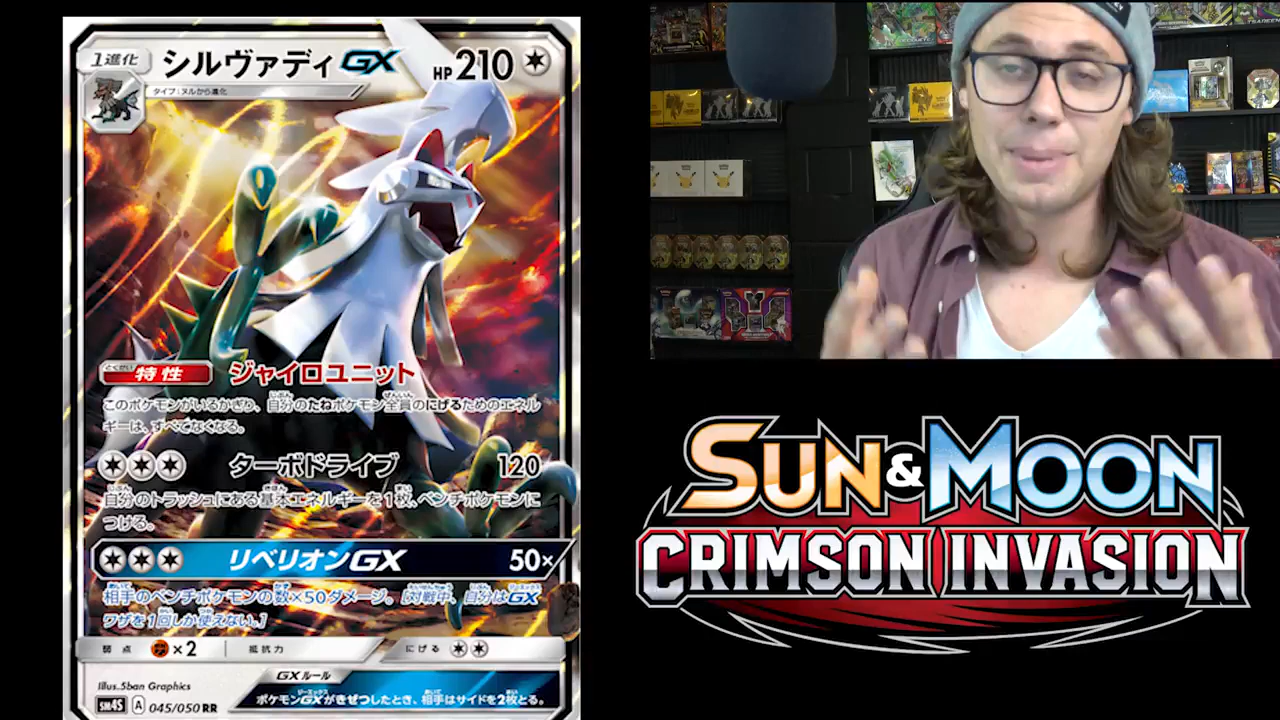 1進化
シルヴァディGX
HP 210
タイプ:ヌルから進化
特性 ジャイロユニット
このポケモンがいるかぎり、自分のたねポケモン全員のにげるためのエネル
ギーは、すべてなくなる。
ターボドライブ 120
自分のトラッシュにある基本エネルギーを1枚、ベンチポケモンに
つける。
リベリオンGX 50×
相手のベンチポケモンの数×50ダメージ。[対戦中、自分はGX
ワザを1回しか使えない。]
弱点 ×2 抵抗力 にげる
GXルール
ポケモンGXがきぜつしたとき、相手はサイドを2枚とる。
Illus. 5ban Graphics
SM4S A 045/050 RR
SUN & MOON
CRIMSON INVASION